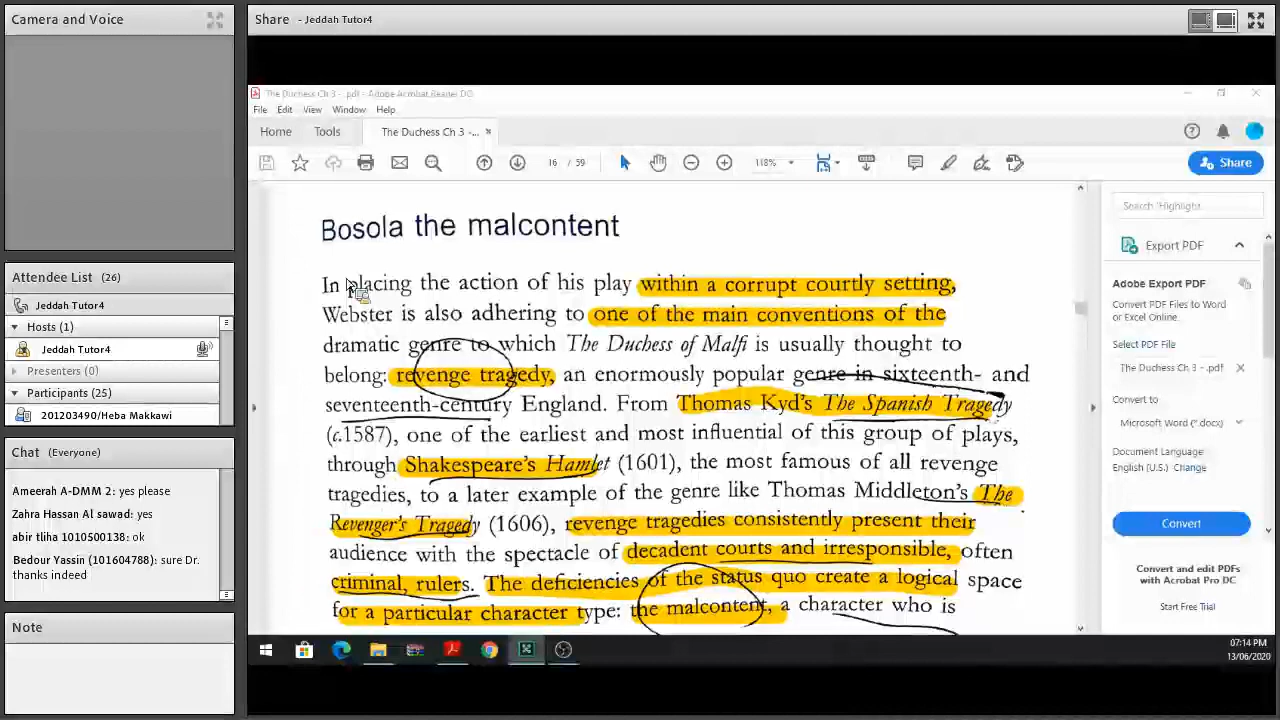 Camera and Voice
Share - Jeddah Tutor4
The Duchess Ch 3 - .pdf - Adobe Acrobat Reader DC
File Edit View Window Help
Home Tools The Duchess Ch 3 -... ×
16 / 59 118% Share
Search 'Highlight
Export PDF
Adobe Export PDF
Convert PDF Files to Word
or Excel Online.
Select PDF File
The Duchess Ch 3 -.pdf
Convert to
Microsoft Word (*.docx)
Document Language:
English (U.S.) Change
Convert
Convert and edit PDFs
with Acrobat Pro DC
Start Free Trial
Bosola the malcontent
In placing the action of his play within a corrupt courtly setting,
Webster is also adhering to one of the main conventions of the
dramatic genre to which The Duchess of Malfi is usually thought to
belong: revenge tragedy, an enormously popular genre in sixteenth- and
seventeenth-century England. From Thomas Kyd's The Spanish Tragedy
(c.1587), one of the earliest and most influential of this group of plays,
through Shakespeare's Hamlet (1601), the most famous of all revenge
tragedies, to a later example of the genre like Thomas Middleton's The
Revenger's Tragedy (1606), revenge tragedies consistently present their
audience with the spectacle of decadent courts and irresponsible, often
criminal, rulers. The deficiencies of the status quo create a logical space
for a particular character type: the malcontent, a character who is
Attendee List (26)
Jeddah Tutor4
Hosts (1)
Jeddah Tutor4
Presenters (0)
Participants (25)
201203490/Heba Makkawi
Chat (Everyone)
Ameerah A-DMM 2: yes please
Zahra Hassan Al sawad: yes
abir tliha 1010500138: ok
Bedour Yassin (101604788): sure Dr.
thanks indeed
Note
07:14 PM
13/06/2020